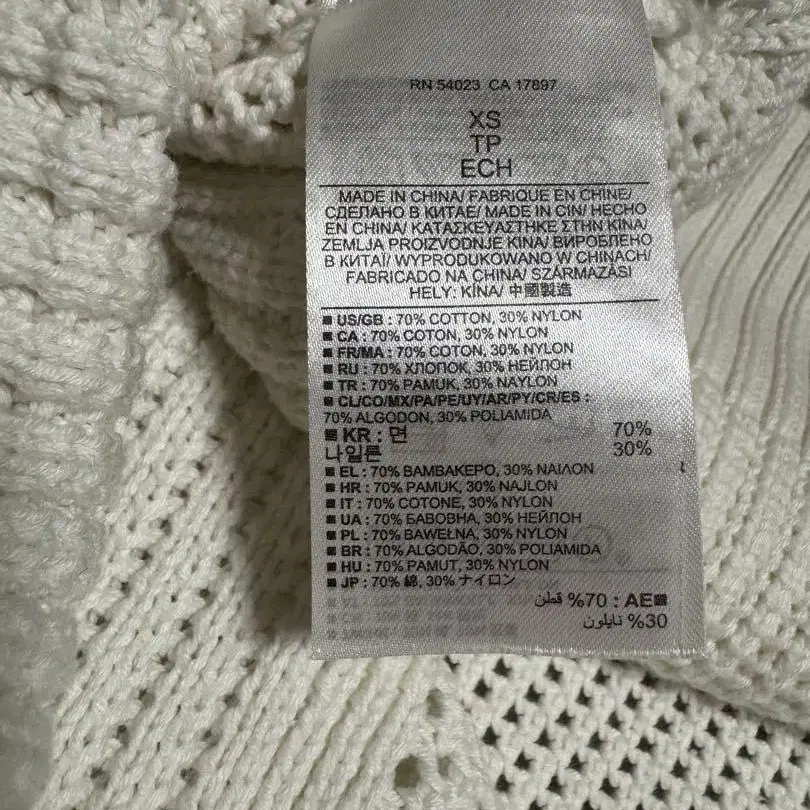 RN 54023 CA 17897
XS
TP
ECH
MADE IN CHINA/ FABRIQUE EN CHINE/
СДЕЛАНО В КИТАЕ/ MADE IN CIN/ HECHO
EN CHINA/ ΚΑΤΑΣΚΕΥΑΣΤΗΚΕ ΣΤΗΝ ΚΙΝΑ/
ZEMLJA PROIZVODNJE KINA/ ВИРОБЛЕНО
В КИТАЇ/ WYPRODUKOWANO W CHINACH/
FABRICADO NA CHINA/ SZÁRMAZÁSI
HELY: KÍNA/ 中國製造
■ US/GB : 70% COTTON, 30% NYLON
■ CA : 70% COTON, 30% NYLON
■ FR/MA : 70% COTON, 30% NYLON
■ RU : 70% ХЛОПОК, 30% НЕЙЛОН
■ TR : 70% PAMUK, 30% NAYLON
■ CL/CO/MX/PA/PE/UY/AR/PY/CR/ES :
70% ALGODON, 30% POLIAMIDA
■ KR : 면 70%
나일론 30%
■ EL : 70% ΒΑΜΒΑΚΕΡΟ, 30% ΝΑΙΛΟΝ
■ HR : 70% PAMUK, 30% NAJLON
■ IT : 70% COTONE, 30% NYLON
■ UA : 70% БАВОВНА, 30% НЕЙЛОН
■ PL : 70% BAWEŁNA, 30% NYLON
■ BR : 70% ALGODÃO, 30% POLIAMIDA
■ HU : 70% PAMUT, 30% NYLON
■ JP : 70% 綿, 30% ナイロン
■AE : 70% قطن
30% نايلون